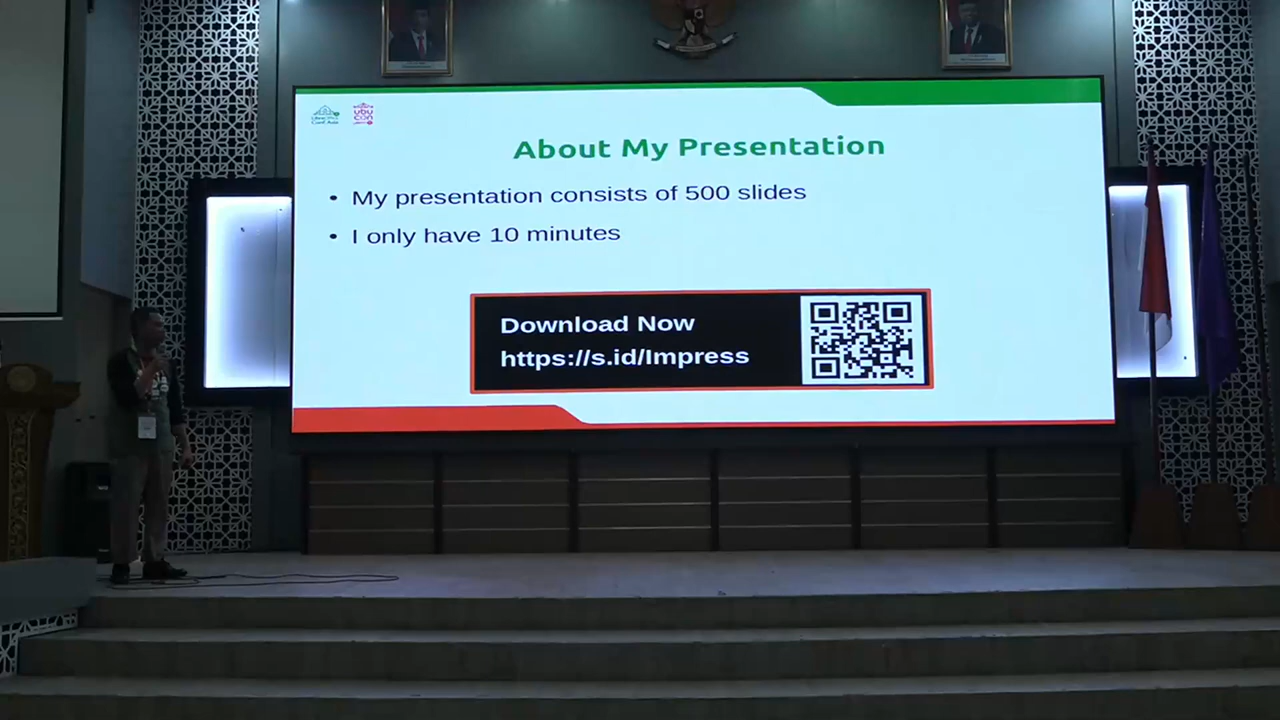 About My Presentation
• My presentation consists of 500 slides
• I only have 10 minutes
Download Now
https://s.id/Impress